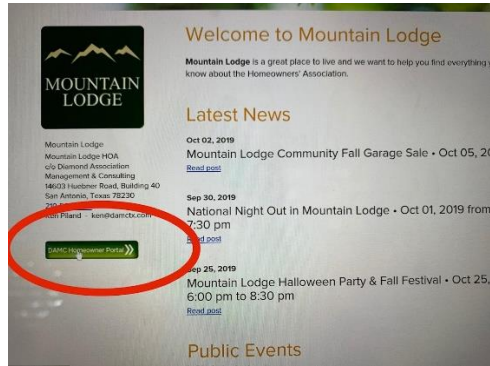 MOUNTAIN
LODGE
Mountain Lodge
Mountain Lodge HOA
c/o Diamond Association
Management & Consulting
14603 Huebner Road, Building 40
San Antonio, Texas 78230
Piland - ken@damctx.com
DAMC Homeowner Portal
Welcome to Mountain Lodge
Mountain Lodge is a great place to live and we want to help you find everything
know about the Homeowners' Association.
Latest News
Oct 02, 2019
Mountain Lodge Community Fall Garage Sale • Oct 05, 20
Read post
Sep 30, 2019
National Night Out in Mountain Lodge • Oct 01, 2019 from
7:30 pm
Read post
Sep 25, 2019
Mountain Lodge Halloween Party & Fall Festival • Oct 25,
6:00 pm to 8:30 pm
Read post
Public Events